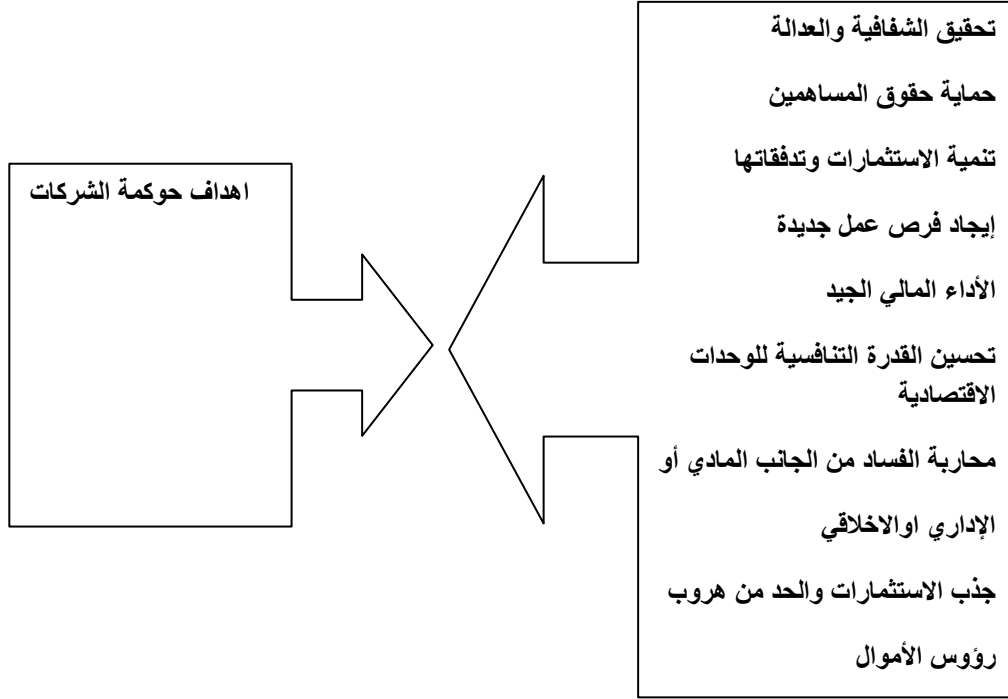 اهداف حوكمة الشركات
تحقيق الشفافية والعدالة
حماية حقوق المساهمين
تنمية الاستثمارات وتدفقاتها
إيجاد فرص عمل جديدة
الأداء المالي الجيد
تحسين القدرة التنافسية للوحدات
الاقتصادية
محاربة الفساد من الجانب المادي أو
الإداري اوالاخلاقي
جذب الاستثمارات والحد من هروب
رؤوس الأموال